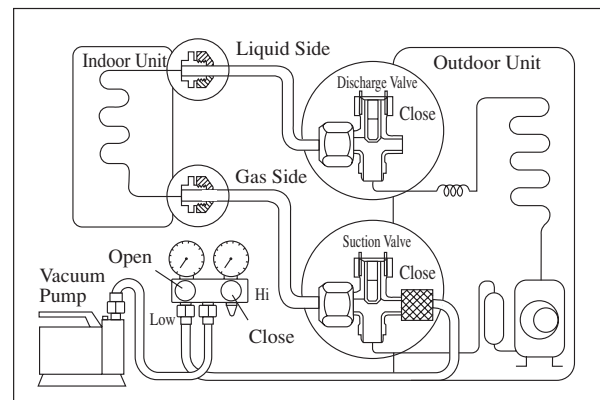 Liquid Side
Indoor Unit
Outdoor Unit
Discharge Valve
Close
Gas Side
Suction Valve
Close
Open
Vacuum
Pump
Hi
Low
Close